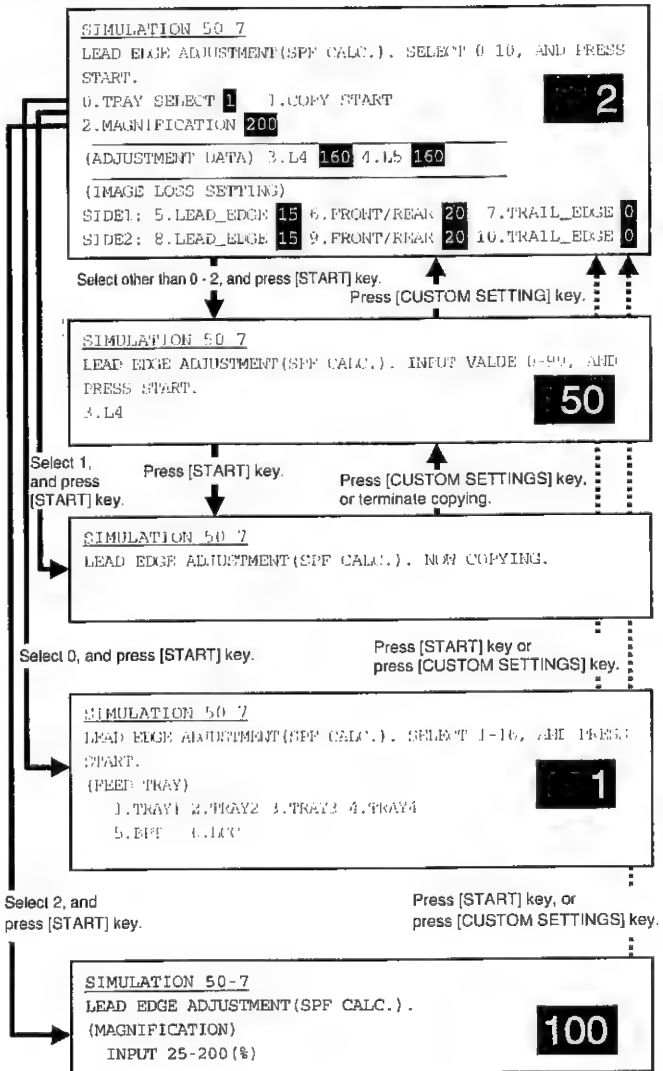 SIMULATION 50-7
LEAD EDGE ADJUSTMENT(SPF CALC.). SELECT 0-10, AND PRESS
START.
0.TRAY SELECT 1 1.COPY START
2
2.MAGNIFICATION 200
(ADJUSTMENT DATA) 3.L4 160 4.L5 160
(IMAGE LOSS SETTING)
SIDE1: 5.LEAD_EDGE 15 6.FRONT/REAR 20 7.TRAIL_EDGE 0
SIDE2: 8.LEAD_EDGE 15 9.FRONT/REAR 20 10.TRAIL_EDGE 0
Select other than 0 - 2, and press [START] key.
Press [CUSTOM SETTING] key.
SIMULATION 50-7
LEAD EDGE ADJUSTMENT(SPF CALC.). INPUT VALUE 0-99, AND
PRESS START.
3.L4
50
Select 1,
and press
[START] key.
Press [START] key.
Press [CUSTOM SETTINGS] key,
or terminate copying.
SIMULATION 50-7
LEAD EDGE ADJUSTMENT(SPF CALC.). NOW COPYING.
Select 0, and press [START] key.
Press [START] key or
press [CUSTOM SETTINGS] key.
SIMULATION 50-7
LEAD EDGE ADJUSTMENT(SPF CALC.). SELECT 1-16, AND PRESS
START.
1
(FEED TRAY)
1.TRAY1 2.TRAY2 3.TRAY3 4.TRAY4
5.BPT 6.LCC
Select 2, and
press [START] key.
Press [START] key, or
press [CUSTOM SETTINGS] key.
SIMULATION 50-7
LEAD EDGE ADJUSTMENT(SPF CALC.).
(MAGNIFICATION)
100
INPUT 25-200(%)